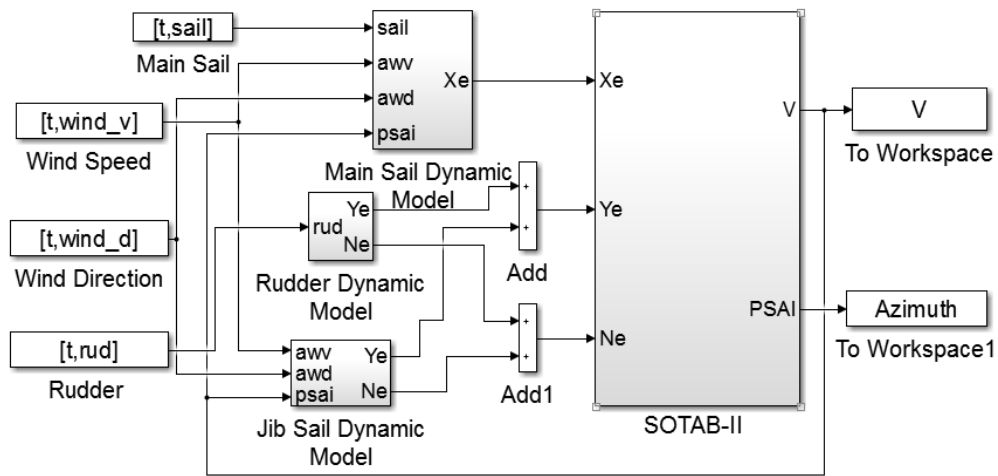 [t,sail]
Main Sail
[t,wind_v]
Wind Speed
[t,wind_d]
Wind Direction
[t,rud]
Rudder
sail
awv
awd
psai
Xe
Main Sail Dynamic
Model
rud
Ye
Ne
Rudder Dynamic
Model
awv
awd
psai
Ye
Ne
Jib Sail Dynamic
Model
+
+
Add
+
+
Add1
Xe
Ye
Ne
V
PSAI
SOTAB-II
V
To Workspace
Azimuth
To Workspace1